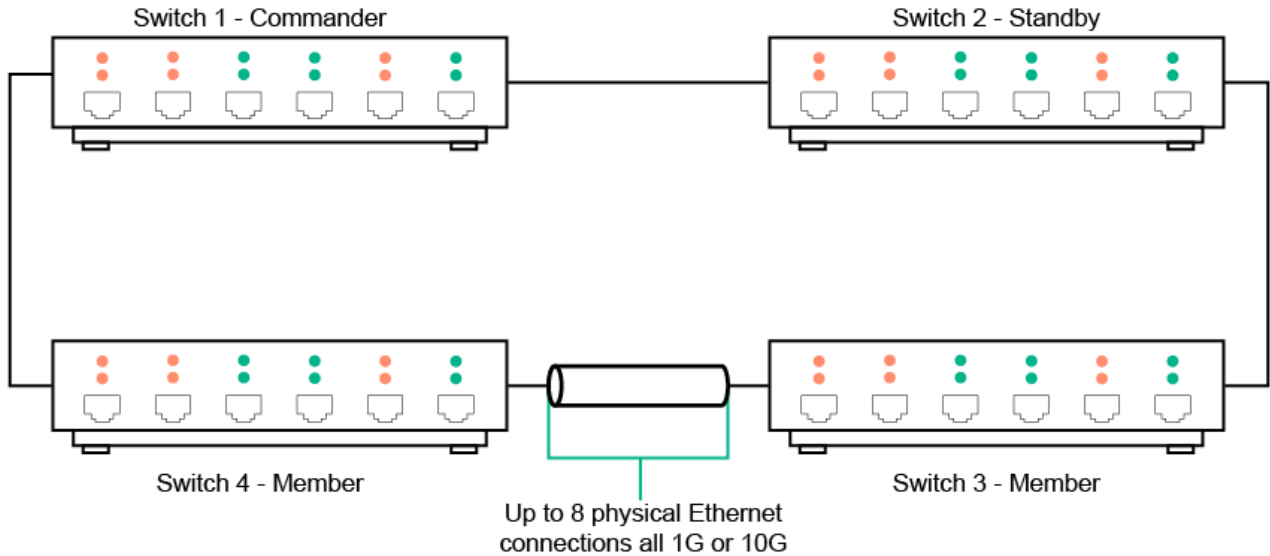 Switch 1 - Commander
Switch 2 - Standby
Switch 4 - Member
Switch 3 - Member
Up to 8 physical Ethernet
connections all 1G or 10G